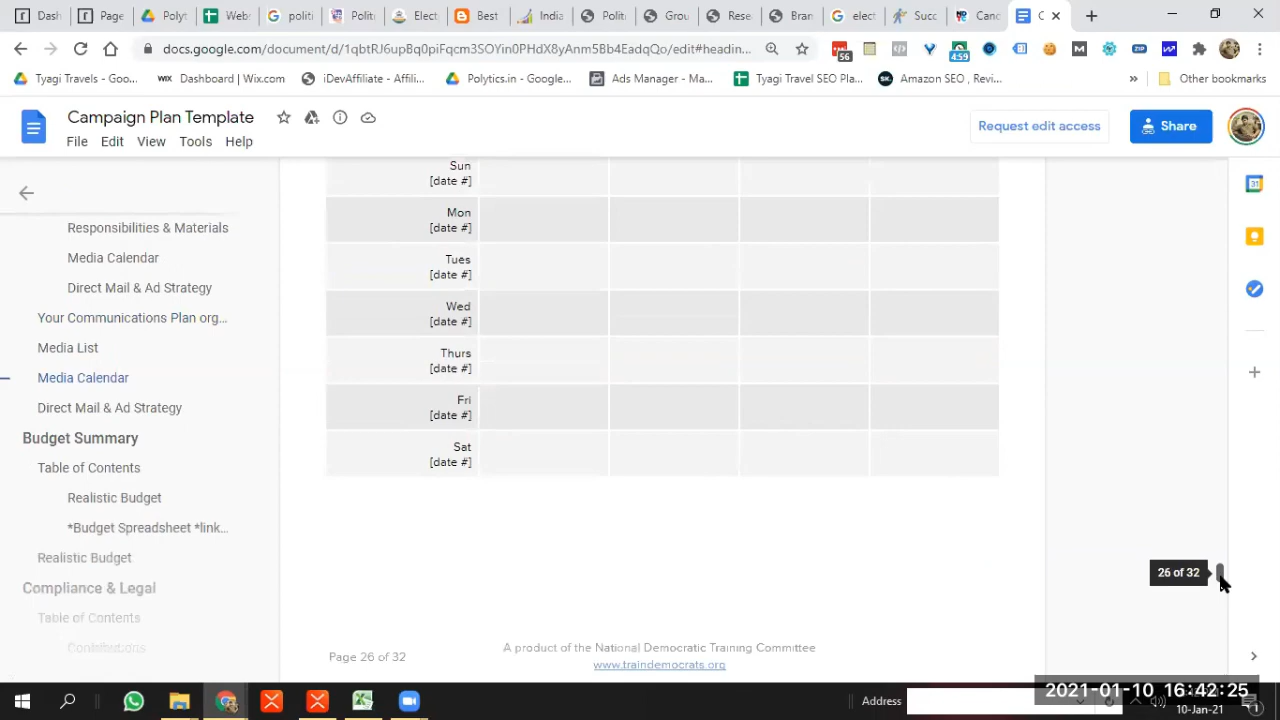 Dash
Page
Polyt
Webs
politi
Politi
Elect
Best
India
Politi
Grou
Rese
Bran
elect
Succ
Canc
C
docs.google.com/document/d/1qbtRJ6upBq0piFqcm3SOYin0PHdX8yAnm5Bb4EadqQo/edit#headin...
56
4:59
Tyagi Travels - Goo...
Dashboard | Wix.com
iDevAffiliate - Affili...
Polytics.in - Google...
Ads Manager - Ma...
Tyagi Travel SEO Pla...
Amazon SEO , Revi...
»
Other bookmarks
Campaign Plan Template
File Edit View Tools Help
Request edit access
Share
Responsibilities & Materials
Media Calendar
Direct Mail & Ad Strategy
Your Communications Plan org...
Media List
Media Calendar
Direct Mail & Ad Strategy
Budget Summary
Table of Contents
Realistic Budget
*Budget Spreadsheet *link...
Realistic Budget
Compliance & Legal
Table of Contents
Contributions
Sun
[date #]
Mon
[date #]
Tues
[date #]
Wed
[date #]
Thurs
[date #]
Fri
[date #]
Sat
[date #]
26 of 32
Page 26 of 32
A product of the National Democratic Training Committee
www.traindemocrats.org
31
Address
2021-01-10 16:42:25
10-Jan-21
1